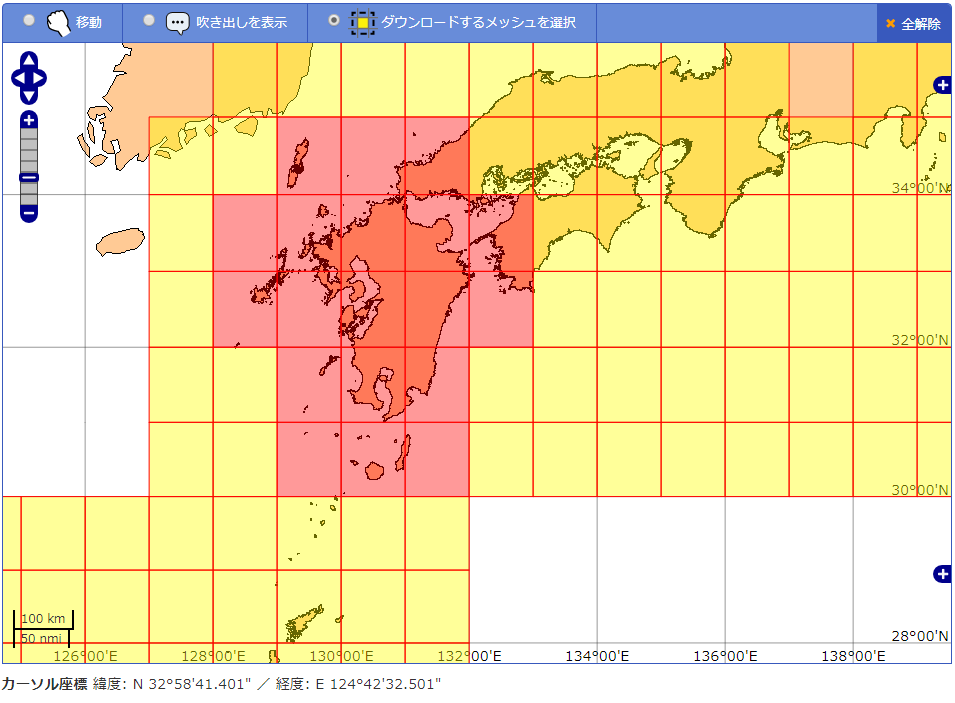 移動 吹き出しを表示 ダウンロードするメッシュを選択 × 全解除
34°00'N
32°00'N
30°00'N
28°00'N
100 km
50 nmi
126°00'E 128°00'E 130°00'E 132°00'E 134°00'E 136°00'E 138°00'E
カーソル座標 緯度: N 32°58'41.401" ／ 経度: E 124°42'32.501"